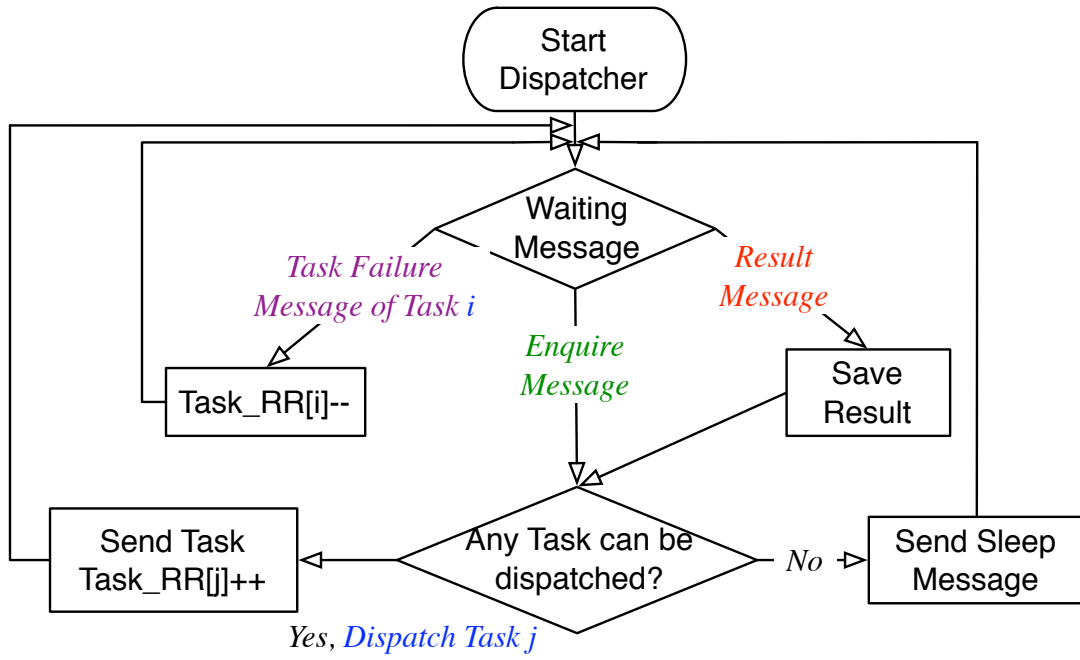 Start
Dispatcher
Waiting
Message
Task Failure
Message of Task i
Result
Message
Enquire
Message
Task_RR[i]--
Save
Result
Send Task
Task_RR[j]++
Any Task can be
dispatched?
No
Send Sleep
Message
Yes, Dispatch Task j